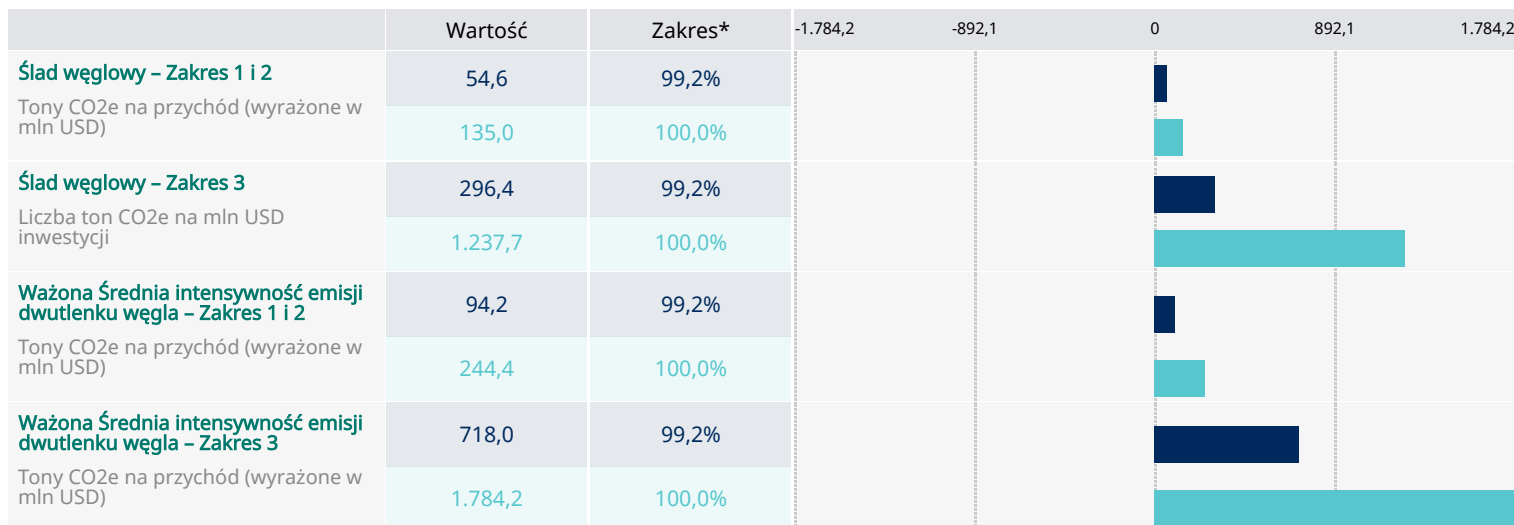 Wartość Zakres* -1.784,2 -892,1 0 892,1 1.784,2
Ślad węglowy – Zakres 1 i 2
Tony CO2e na przychód (wyrażone w
mln USD)
54,6 99,2%
135,0 100,0%
Ślad węglowy – Zakres 3
Liczba ton CO2e na mln USD
inwestycji
296,4 99,2%
1.237,7 100,0%
Ważona Średnia intensywność emisji
dwutlenku węgla – Zakres 1 i 2
Tony CO2e na przychód (wyrażone w
mln USD)
94,2 99,2%
244,4 100,0%
Ważona Średnia intensywność emisji
dwutlenku węgla – Zakres 3
Tony CO2e na przychód (wyrażone w
mln USD)
718,0 99,2%
1.784,2 100,0%